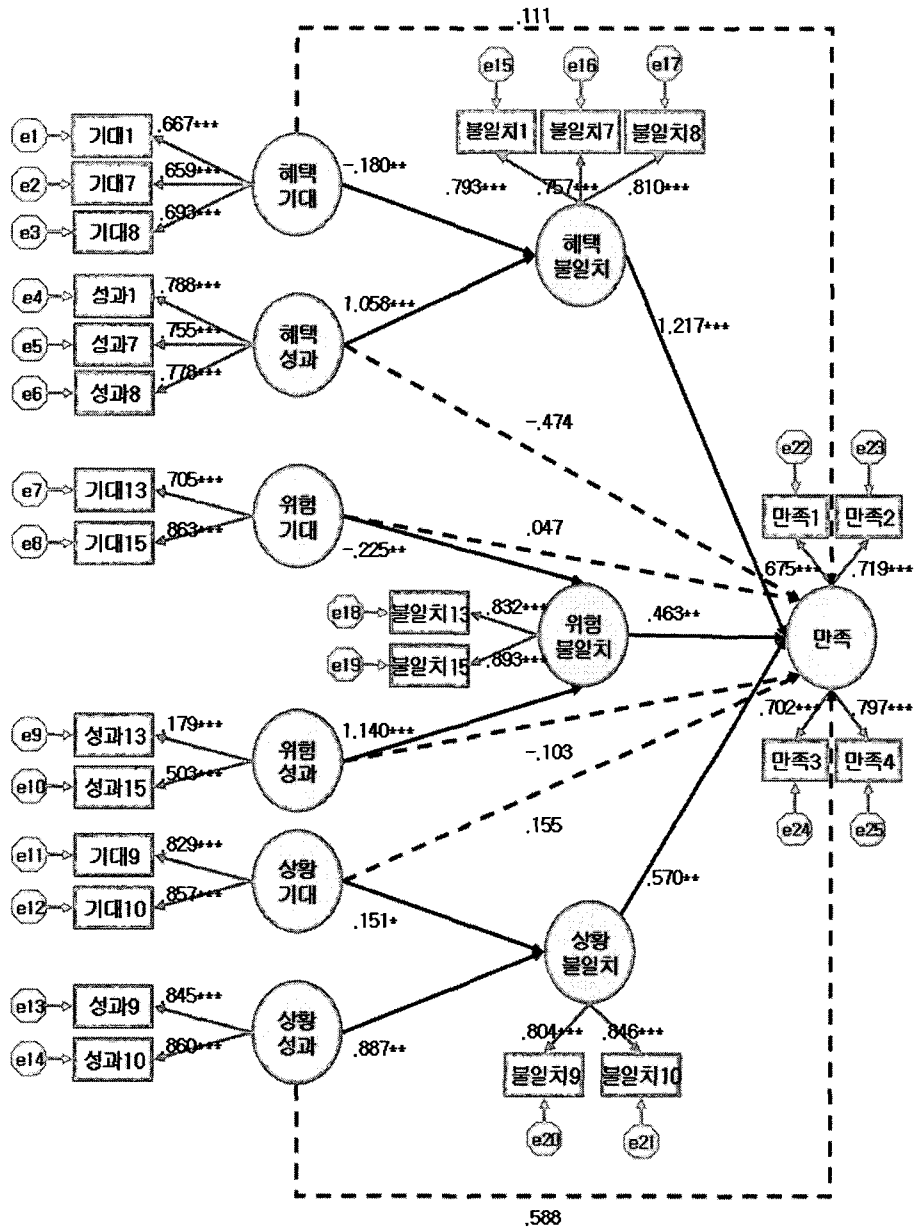 .111
e15 e16 e17
불일치1 불일치7 불일치8
.793*** .757*** .810***
e1 기대1 .667***
e2 기대7 .659***
e3 기대8 .693***
혜택
기대
-.180**
혜택
불일치
e4 성과1 .788***
e5 성과7 .755***
e6 성과8 .778***
혜택
성과
1.058***
1.217***
-.474
e7 기대13 .705***
e8 기대15 .863***
위험
기대
.047
-.225**
e22 e23
만족1 만족2
.675*** .719***
e18 불일치13 .832***
e19 불일치15 .893***
위험
불일치
.463**
만족
e9 성과13 .179***
e10 성과15 .503***
위험
성과
1.140***
-.103
.702*** .797***
만족3 만족4
e24 e25
e11 기대9 .829***
e12 기대10 .857***
상황
기대
.155
.151*
.570**
상황
불일치
e13 성과9 .845***
e14 성과10 .860***
상황
성과
.887**
.804*** .846***
불일치9 불일치10
e20 e21
.588